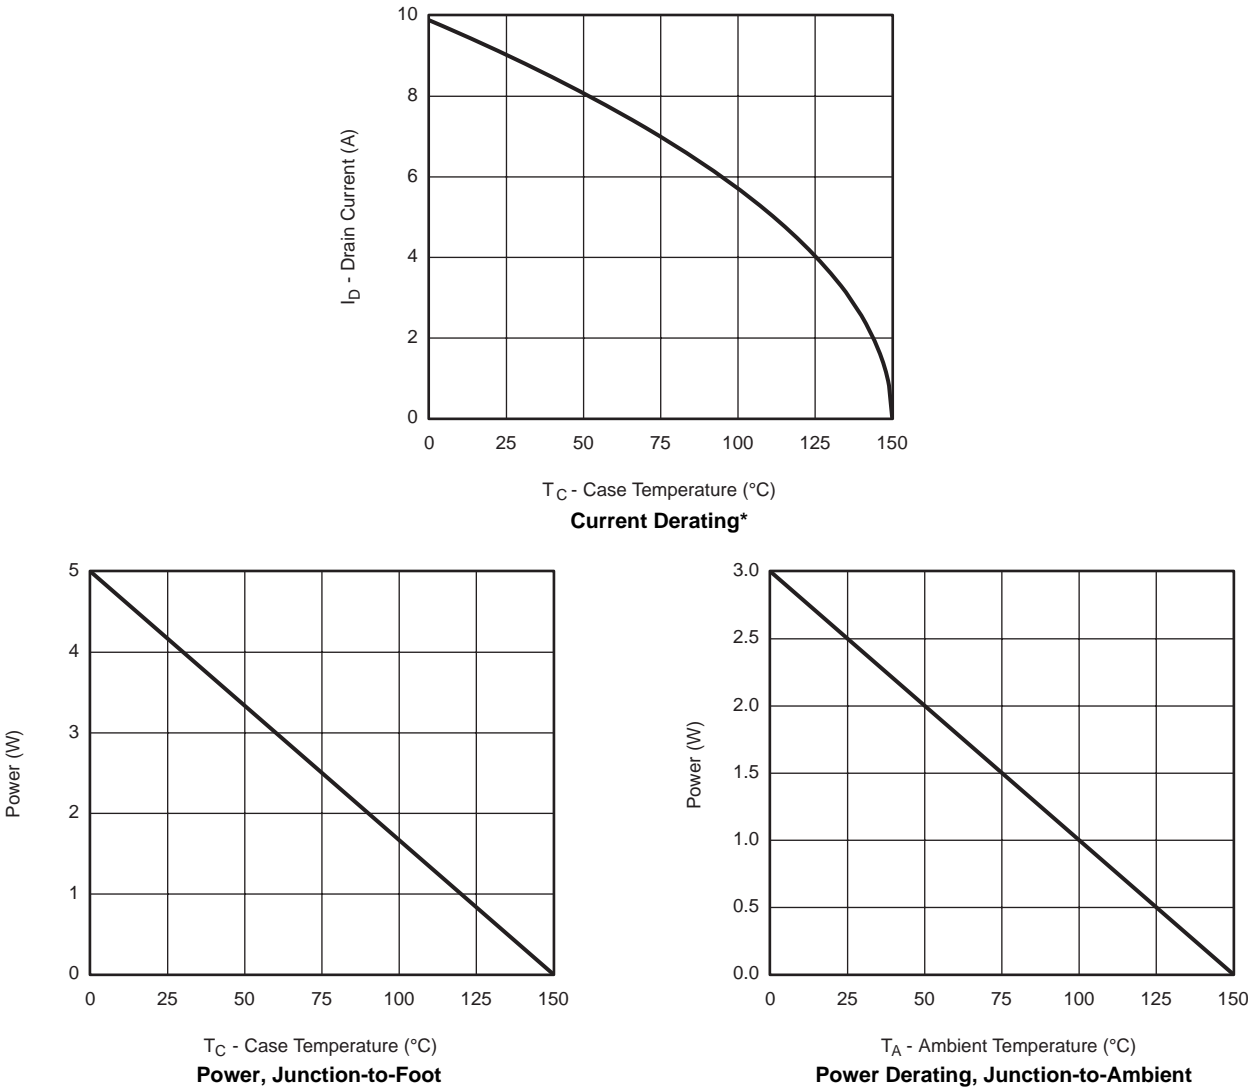 10
8
6
4
2
0
I_D - Drain Current (A)
0 25 50 75 100 125 150
T_C - Case Temperature (°C)
Current Derating*
5
4
3
2
1
0
Power (W)
0 25 50 75 100 125 150
T_C - Case Temperature (°C)
Power, Junction-to-Foot
3.0
2.5
2.0
1.5
1.0
0.5
0.0
Power (W)
0 25 50 75 100 125 150
T_A - Ambient Temperature (°C)
Power Derating, Junction-to-Ambient